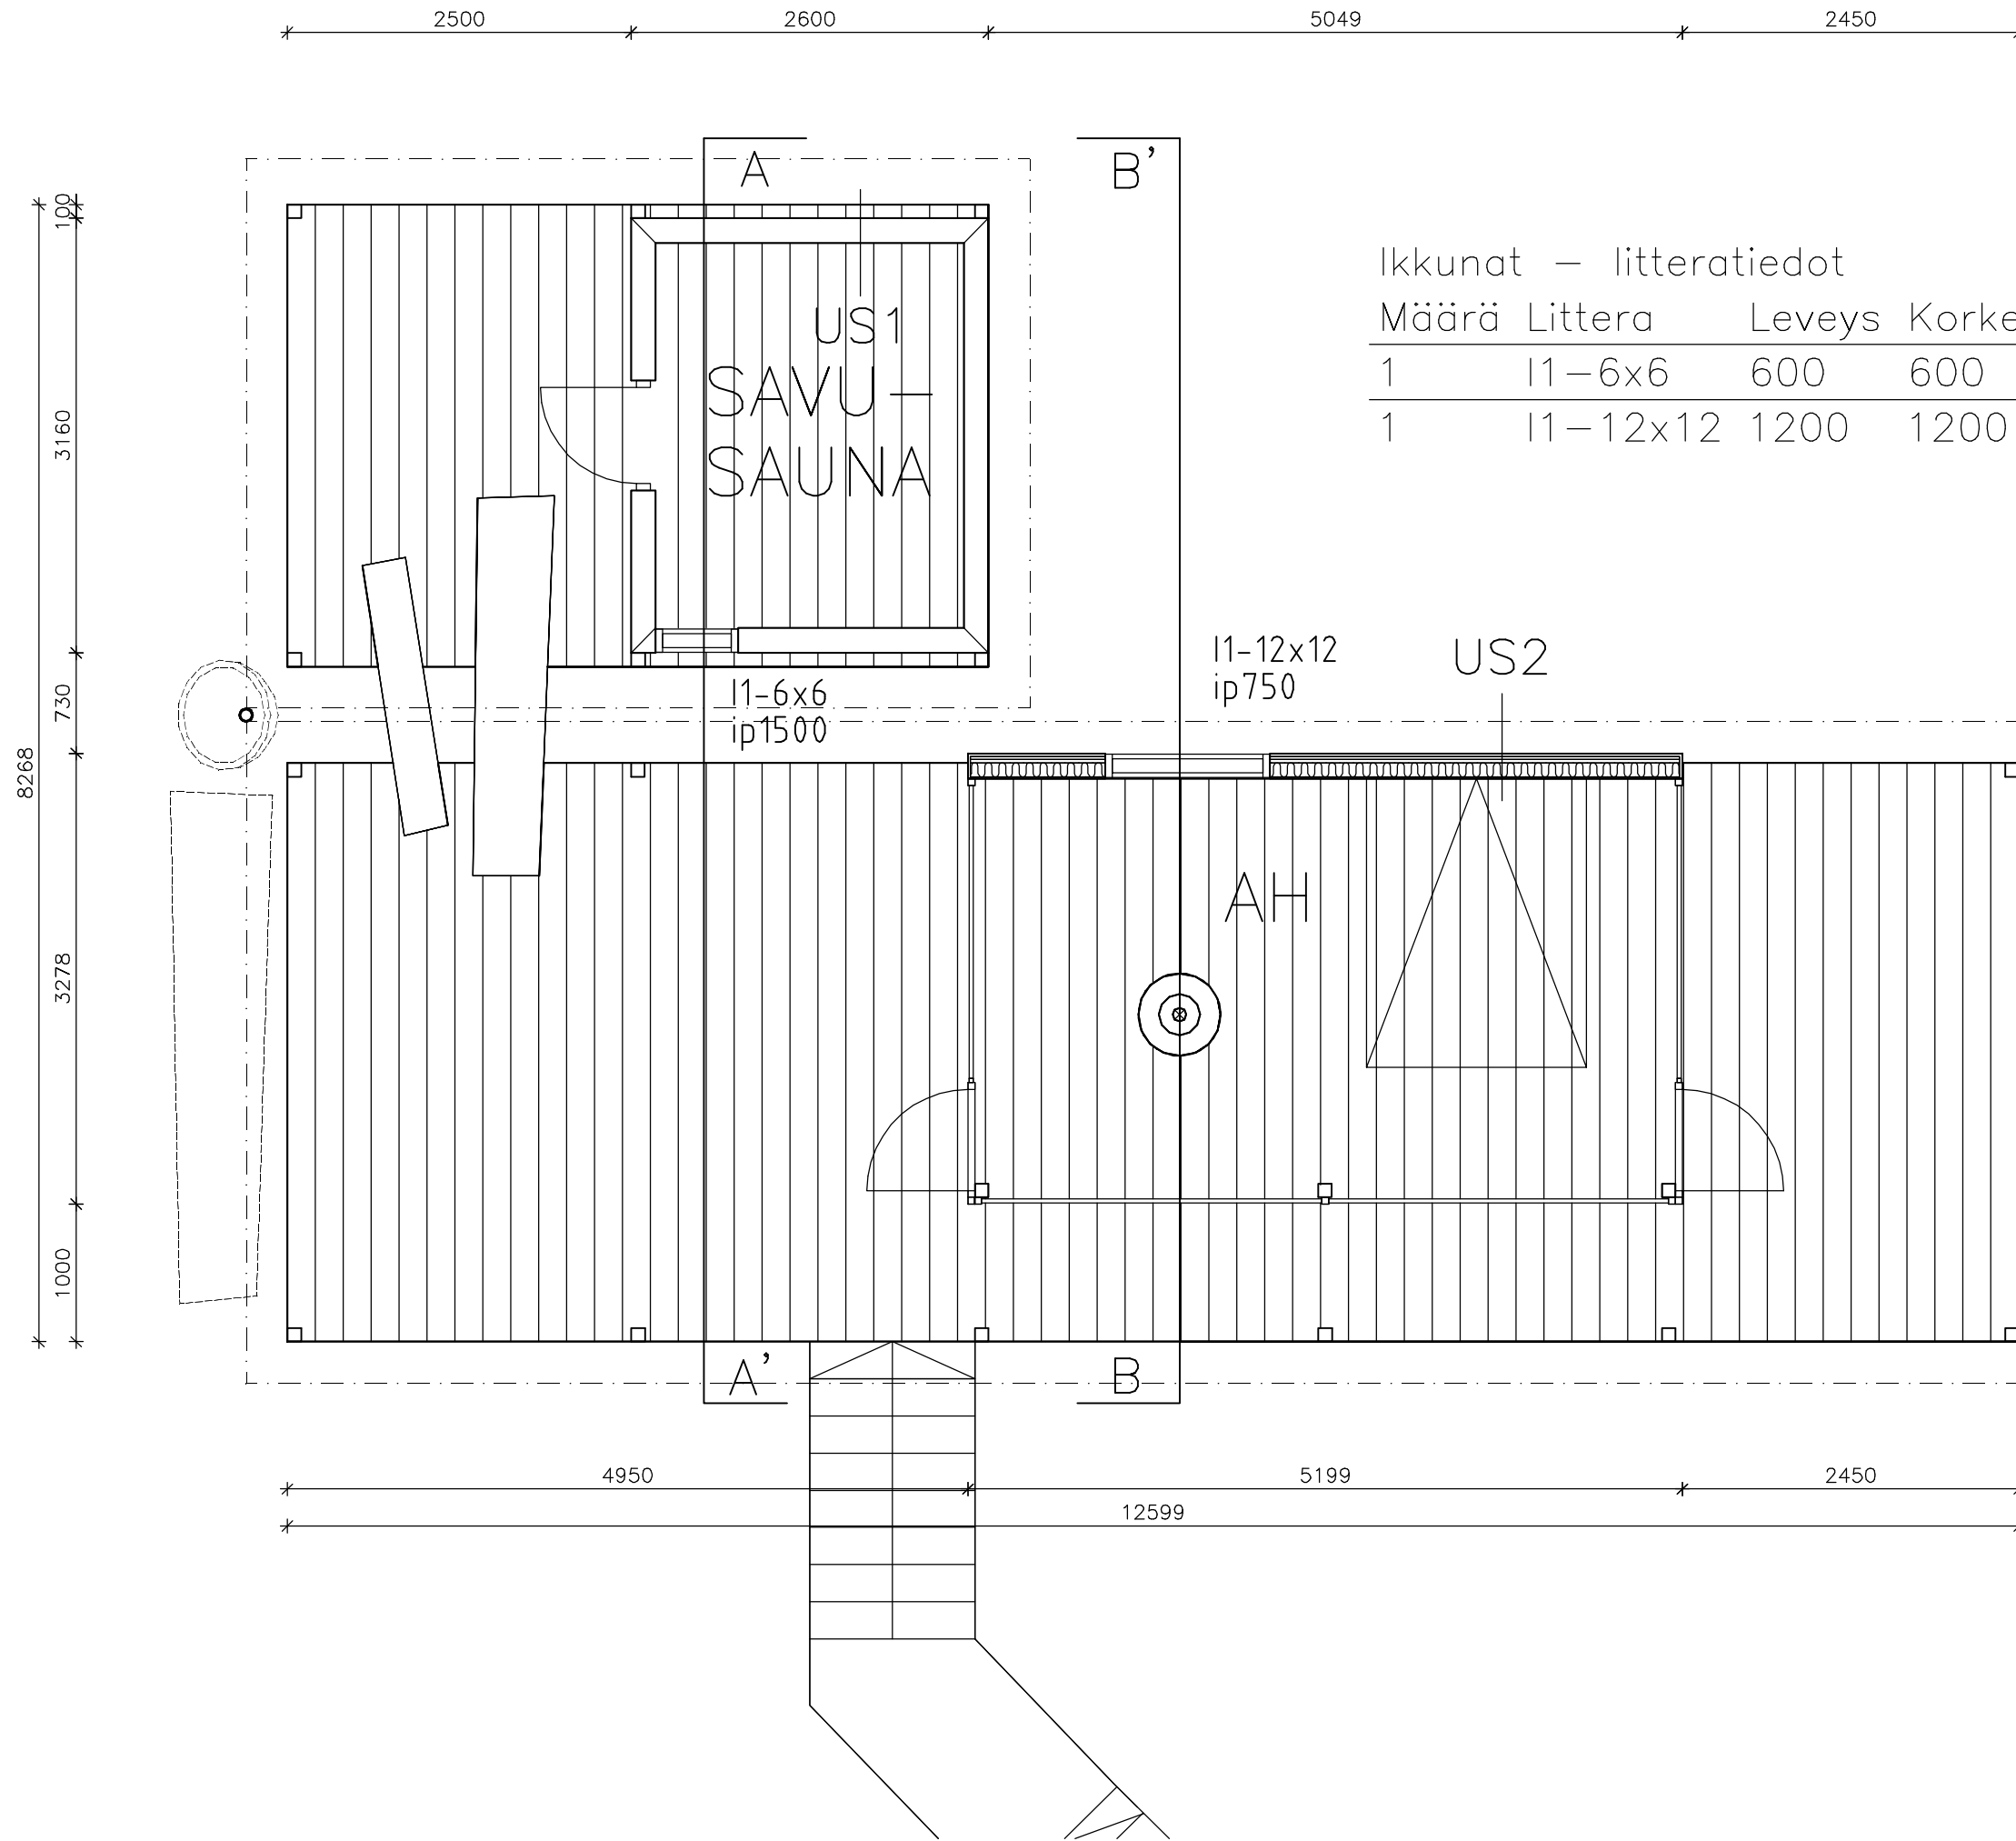 2500 2600 5049 2450
A B'
100
Ikkunat – litteratiedot
Määrä Littera Leveys Korke
1 I1-6x6 600 600
1 I1-12x12 1200 1200
US1
SAVU-
SAUNA
3160
I1-12x12
ip750
US2
I1-6x6
ip1500
730
8268
AH
3278
1000
A' B
4950 5199 2450
12599